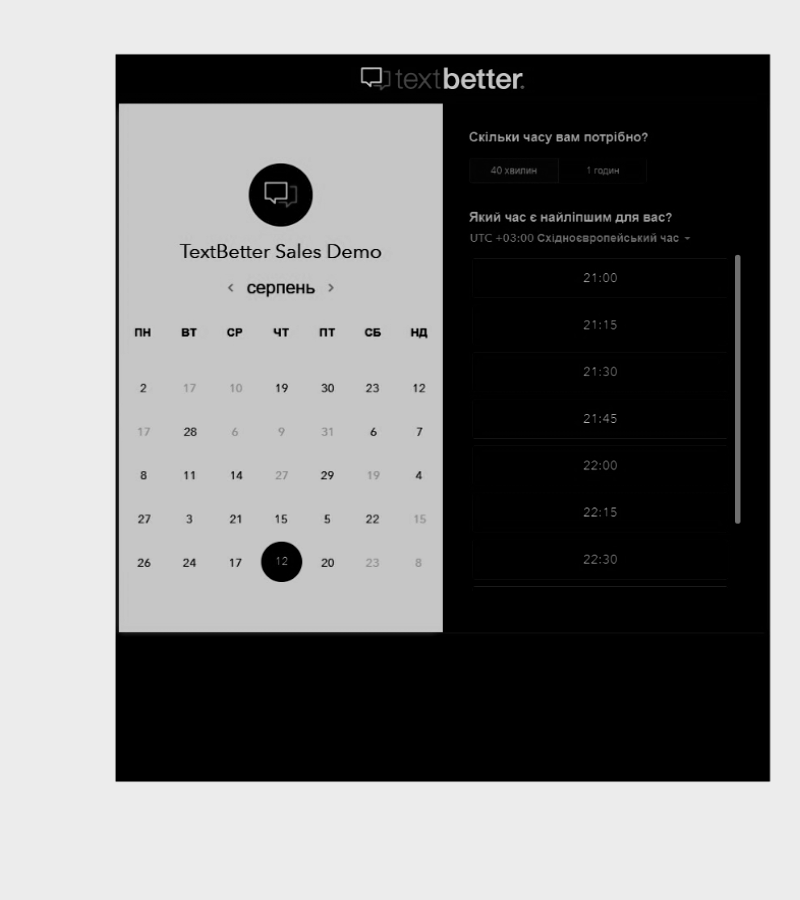 textbetter.
TextBetter Sales Demo
‹ серпень ›
ПН ВТ СР ЧТ ПТ СБ НД
2 17 10 19 30 23 12
17 28 6 9 31 6 7
8 11 14 27 29 19 4
27 3 21 15 5 22 15
26 24 17 12 20 23 8
Скільки часу вам потрібно?
40 хвилин 1 годин
Який час є найліпшим для вас?
UTC +03:00 Східноєвропейський час
21:00
21:15
21:30
21:45
22:00
22:15
22:30